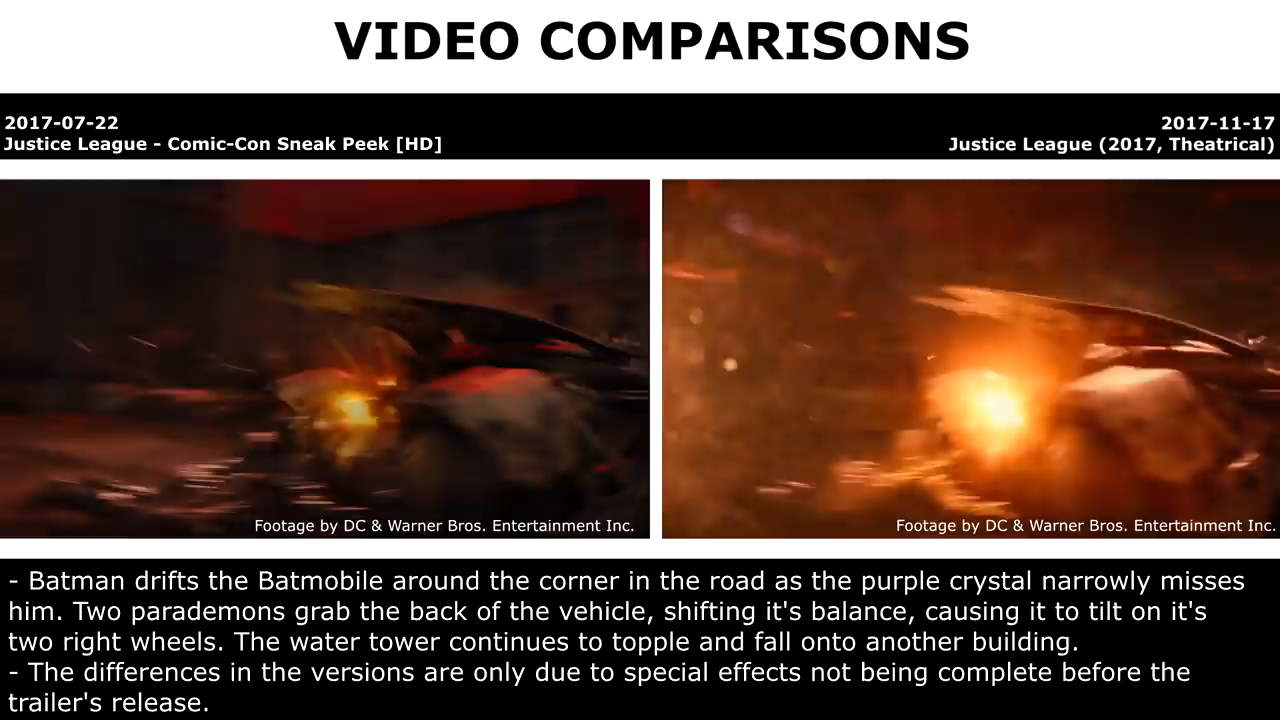 VIDEO COMPARISONS
2017-07-22
Justice League - Comic-Con Sneak Peek [HD]
2017-11-17
Justice League (2017, Theatrical)
Footage by DC & Warner Bros. Entertainment Inc.
Footage by DC & Warner Bros. Entertainment Inc.
- Batman drifts the Batmobile around the corner in the road as the purple crystal narrowly misses
him. Two parademons grab the back of the vehicle, shifting it's balance, causing it to tilt on it's
two right wheels. The water tower continues to topple and fall onto another building.
- The differences in the versions are only due to special effects not being complete before the
trailer's release.